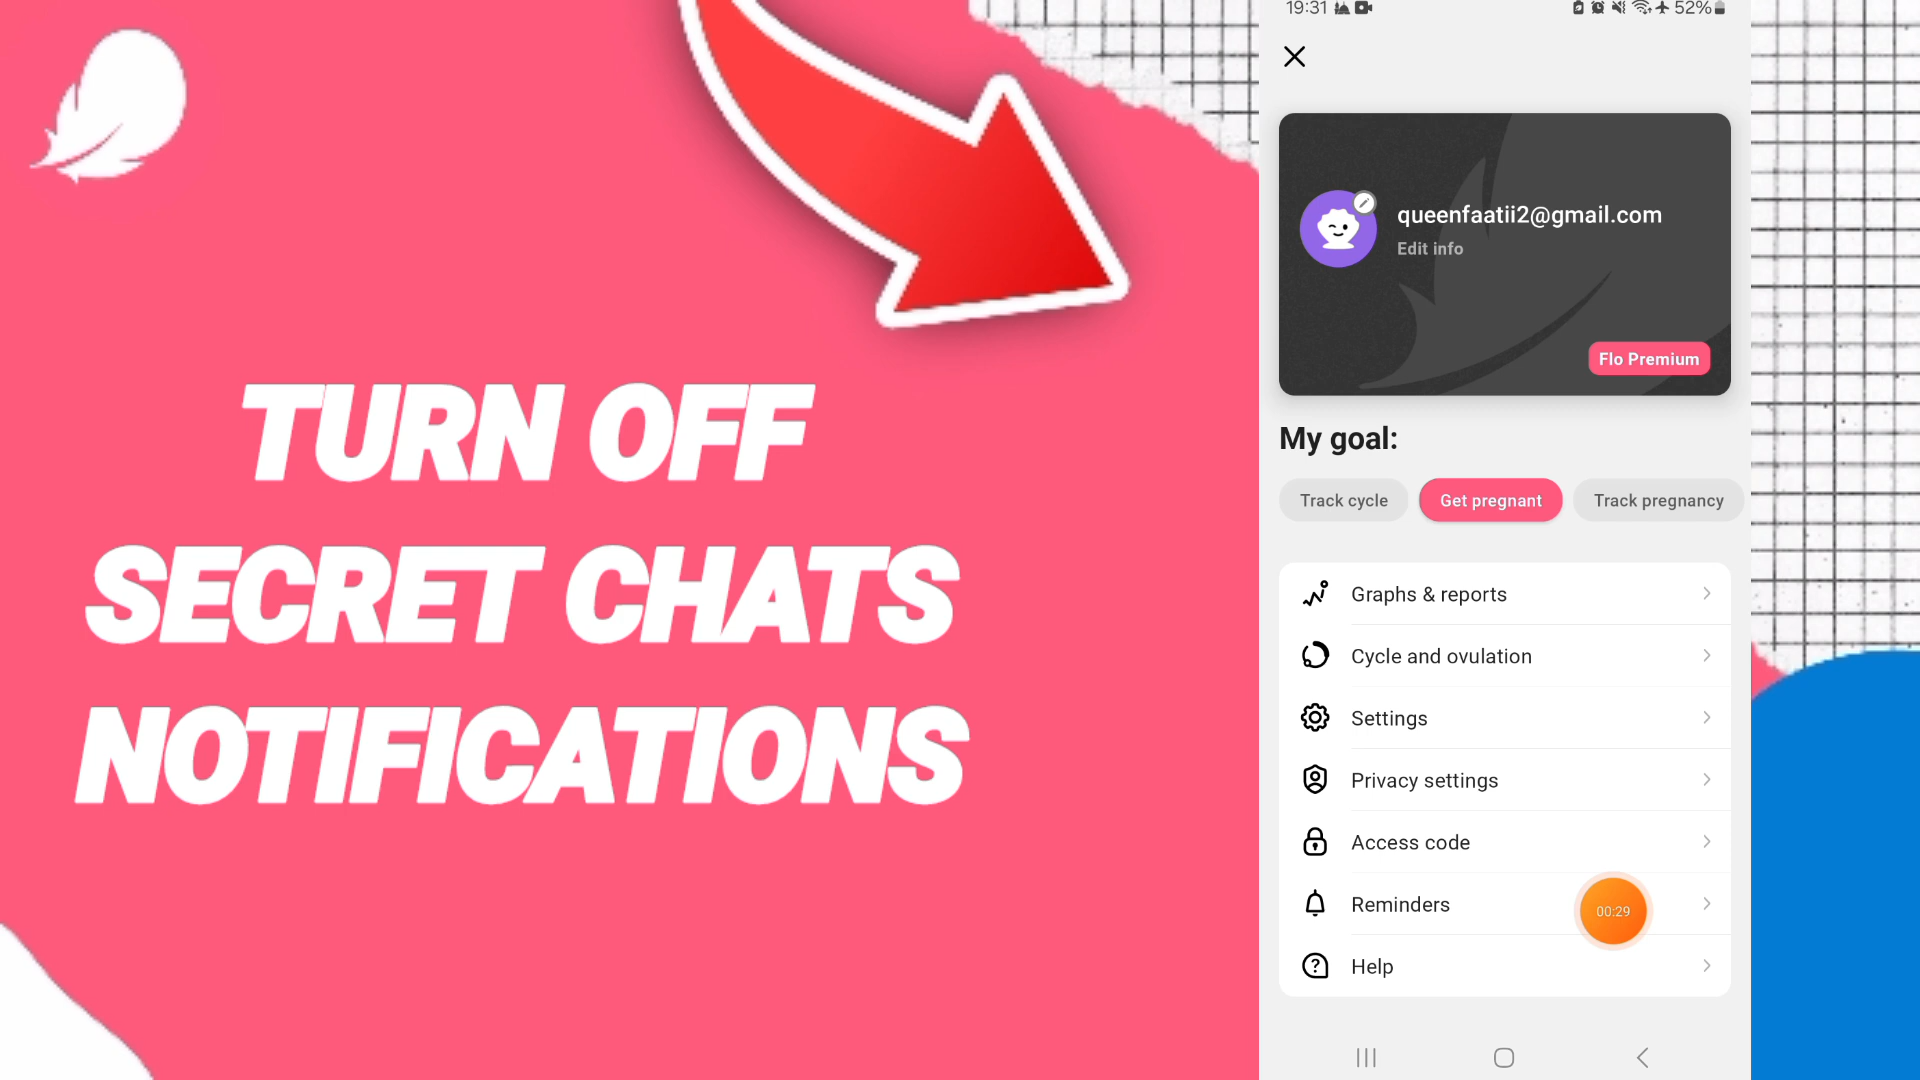 TURN OFF
SECRET CHATS
NOTIFICATIONS
19:31
52%
queenfaatii2@gmail.com
Edit info
Flo Premium
My goal:
Track cycle
Get pregnant
Track pregnancy
Graphs & reports
Cycle and ovulation
Settings
Privacy settings
Access code
Reminders
00:29
Help